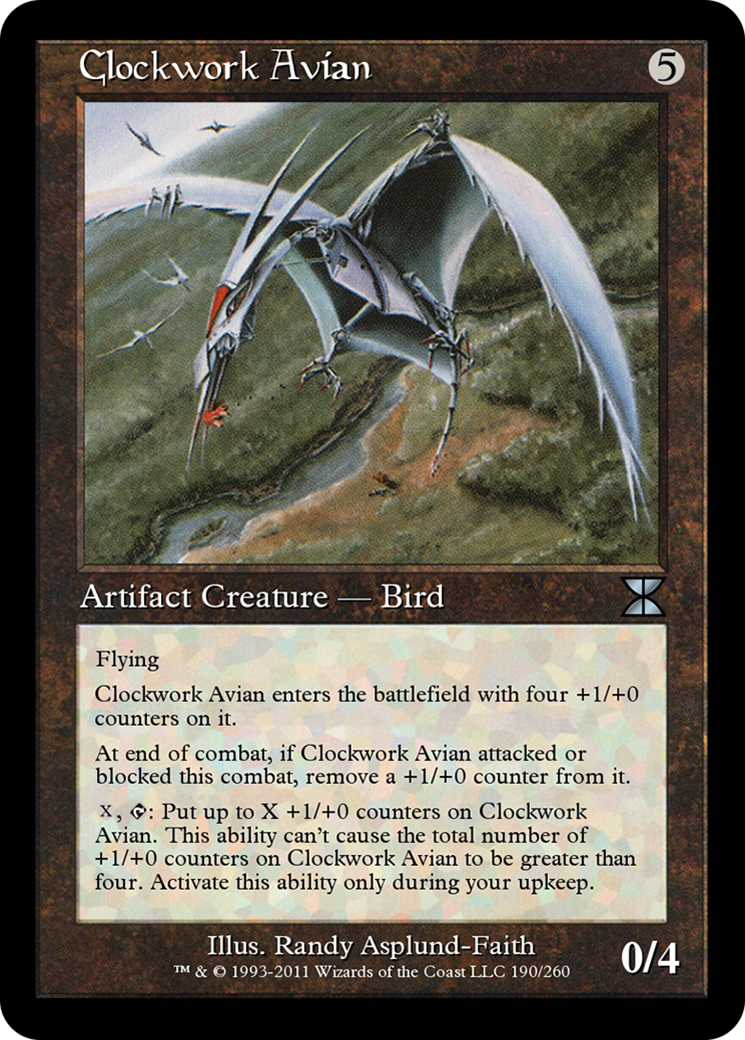 Clockwork Avian 5
Artifact Creature — Bird
Flying
Clockwork Avian enters the battlefield with four +1/+0
counters on it.
At end of combat, if Clockwork Avian attacked or
blocked this combat, remove a +1/+0 counter from it.
X, : Put up to X +1/+0 counters on Clockwork
Avian. This ability can't cause the total number of
+1/+0 counters on Clockwork Avian to be greater than
four. Activate this ability only during your upkeep.
Illus. Randy Asplund-Faith
™ & © 1993-2011 Wizards of the Coast LLC 190/260
0/4